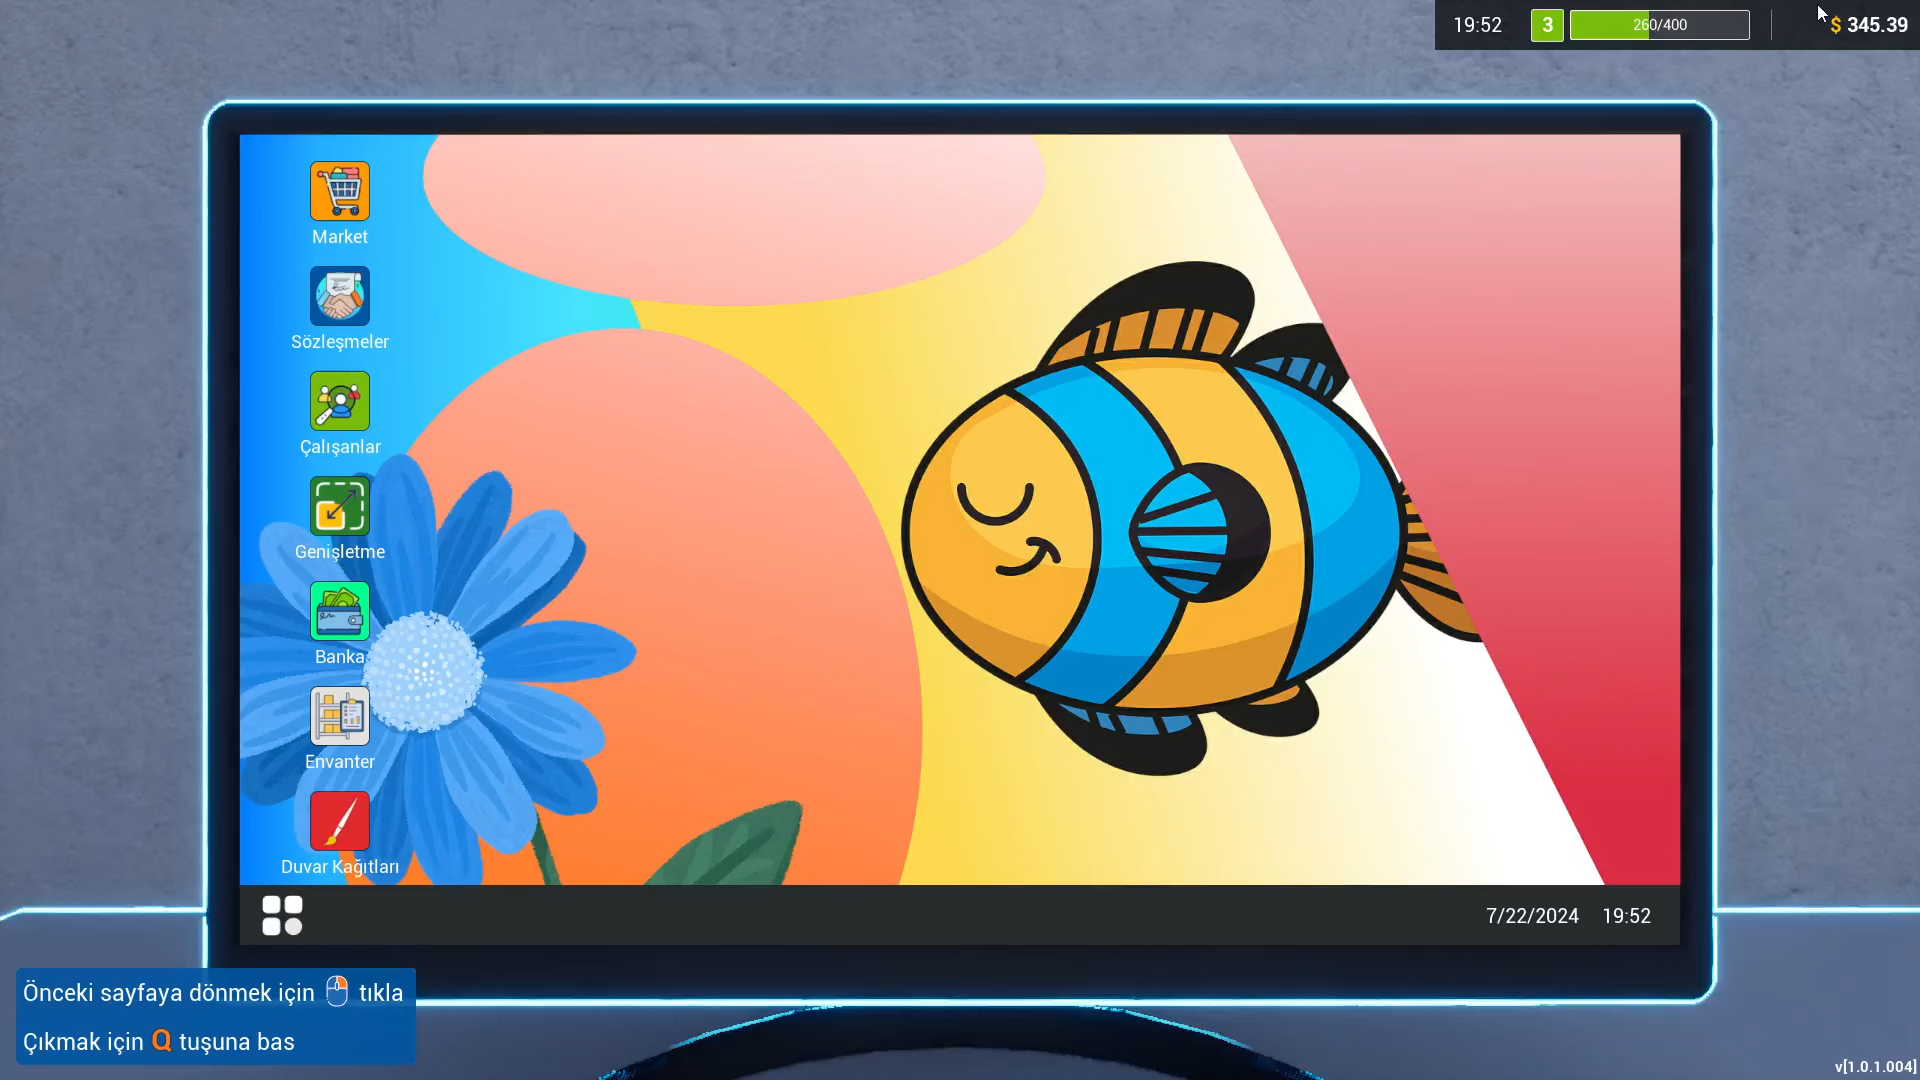 19:52 3 260/400 $ 345.39
Market
Sözleşmeler
Çalışanlar
Genişletme
Banka
Envanter
Duvar Kağıtları
7/22/2024 19:52
Önceki sayfaya dönmek için tıkla
Çıkmak için Q tuşuna bas
v[1.0.1.004]